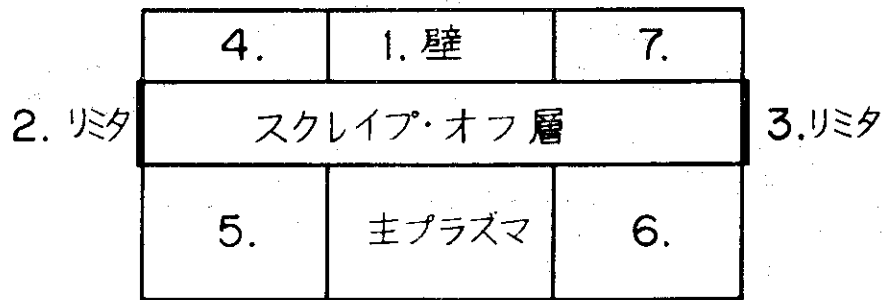 4. 1. 壁 7.
2. リミタ スクレイプ・オフ層 3. リミタ
5. 主プラズマ 6.